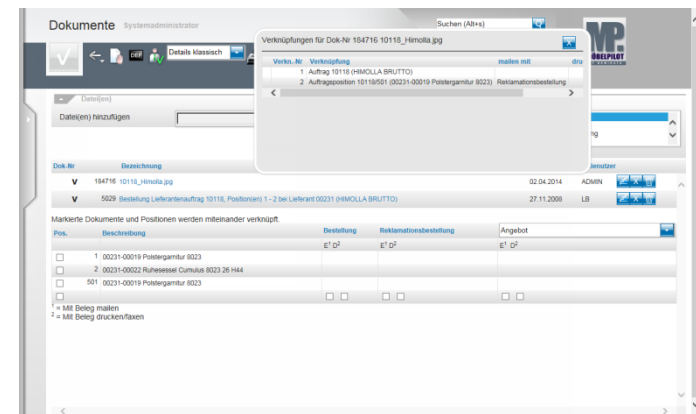 Dokumente Systemadministrator
Suchen (Alt+s)
MP.
MÖBELPILOT
Details klassisch
Verknüpfungen für Dok-Nr 184716 10118_Himolla.jpg
Verkn.-Nr Verknüpfung mailen mit dru
1 Auftrag 10118 (HIMOLLA BRUTTO)
2 Auftragsposition 10118/501 (00231-00019 Polstergarnitur 8023) Reklamationsbestellung
Datei(en)
Datei(en) hinzufügen
ng
Dok-Nr Bezeichnung Benutzer
V 184716 10118_Himolla.jpg 02.04.2014 ADMIN
V 5029 Bestellung Lieferantenauftrag 10118, Position(en) 1 - 2 bei Lieferant 00231 (HIMOLLA BRUTTO) 27.11.2008 LB
Markierte Dokumente und Positionen werden miteinander verknüpft.
Pos. Beschreibung Bestellung Reklamationsbestellung Angebot
E¹ D² E¹ D² E¹ D²
1 00231-00019 Polstergarnitur 8023
2 00231-00022 Ruhesessel Cumulus 8023 26 H44
501 00231-00019 Polstergarnitur 8023
¹ = Mit Beleg mailen
² = Mit Beleg drucken/faxen